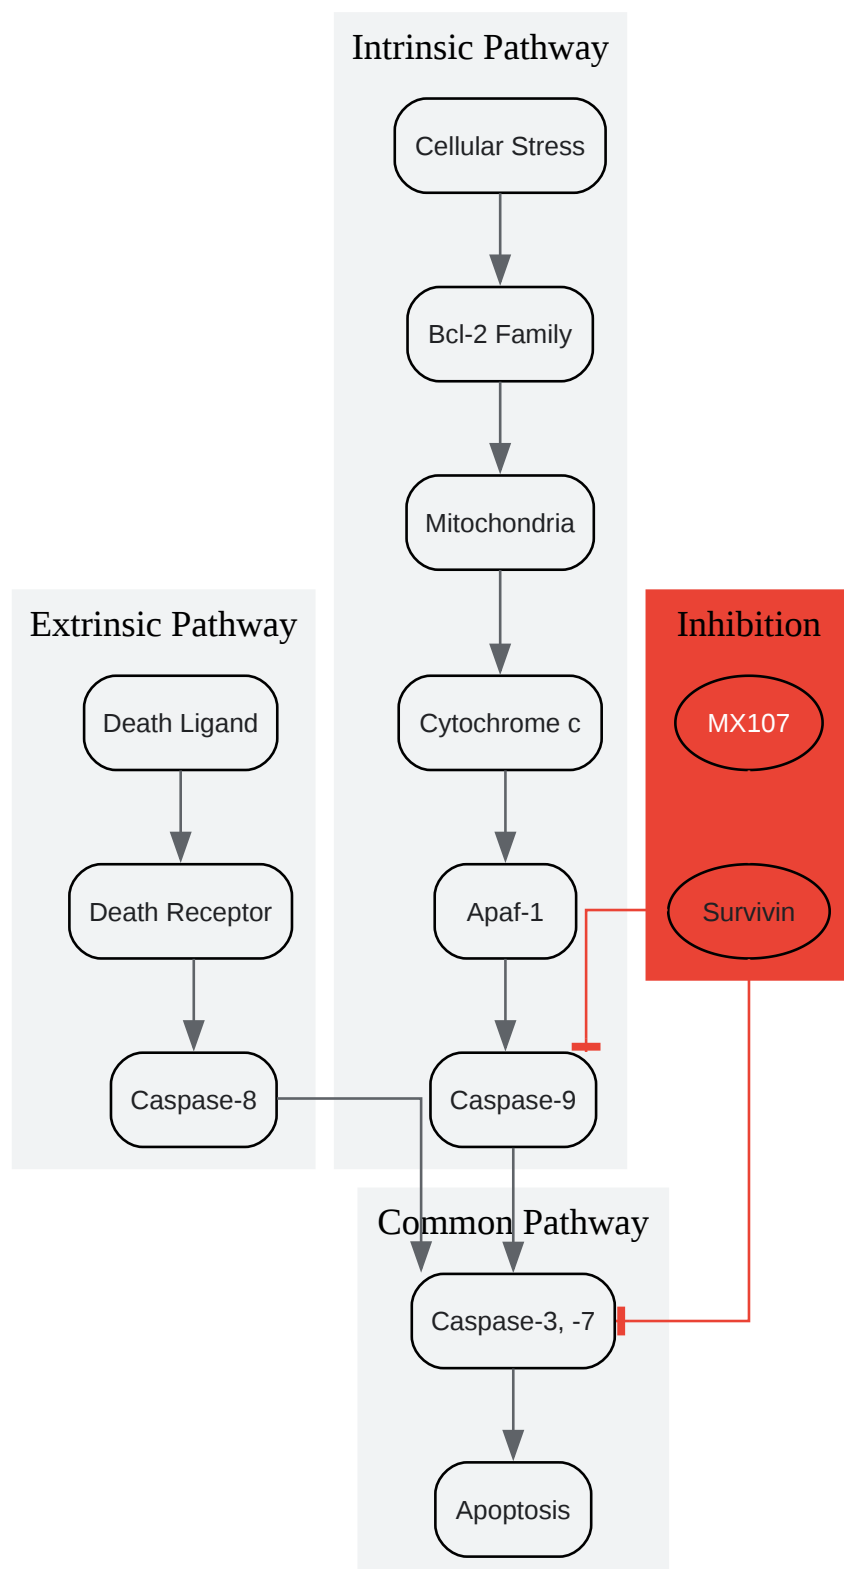 Intrinsic Pathway
Cellular Stress
Bcl-2 Family
Mitochondria
Extrinsic Pathway
Death Ligand
Death Receptor
Caspase-8
Cytochrome c
Apaf-1
Caspase-9
Inhibition
MX107
Survivin
Common Pathway
Caspase-3, -7
Apoptosis